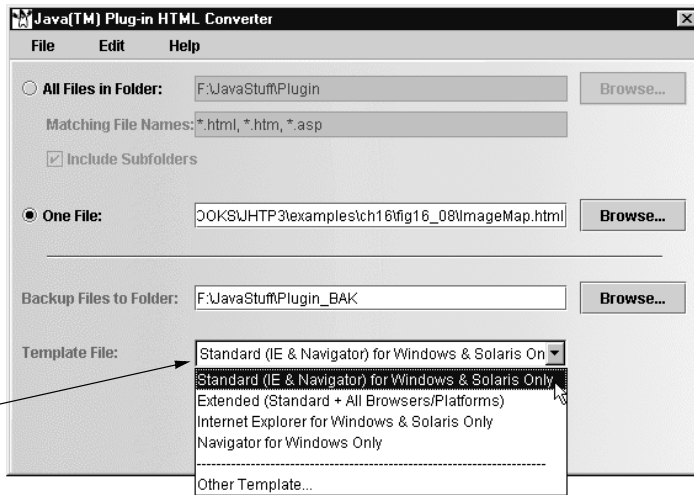 Java(TM) Plug-in HTML Converter
File Edit Help
All Files in Folder: F:\JavaStuff\Plugin Browse...
Matching File Names: *.html, *.htm, *.asp
Include Subfolders
One File: OOKS\JHTP3\examples\ch16\fig16_08\ImageMap.html Browse...
Backup Files to Folder: F:\JavaStuff\Plugin_BAK Browse...
Template File: Standard (IE & Navigator) for Windows & Solaris On
Standard (IE & Navigator) for Windows & Solaris Only
Extended (Standard + All Browsers/Platforms)
Internet Explorer for Windows & Solaris Only
Navigator for Windows Only
Other Template...